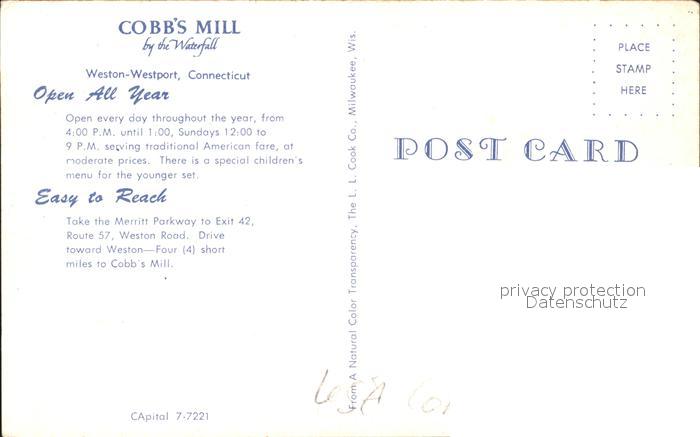 COBB'S MILL
by the Waterfall
Weston-Westport, Connecticut
Open All Year
Open every day throughout the year, from
4:00 P.M. until 1:00, Sundays 12:00 to
9 P.M. serving traditional American fare, at
moderate prices. There is a special children's
menu for the younger set.
Easy to Reach
Take the Merritt Parkway to Exit 42,
Route 57, Weston Road. Drive
toward Weston—Four (4) short
miles to Cobb's Mill.
CApital 7-7221
From A Natural Color Transparency, The L. L. Cook Co., Milwaukee, Wis.
PLACE
STAMP
HERE
POST CARD
privacy protection
Datenschutz
USA